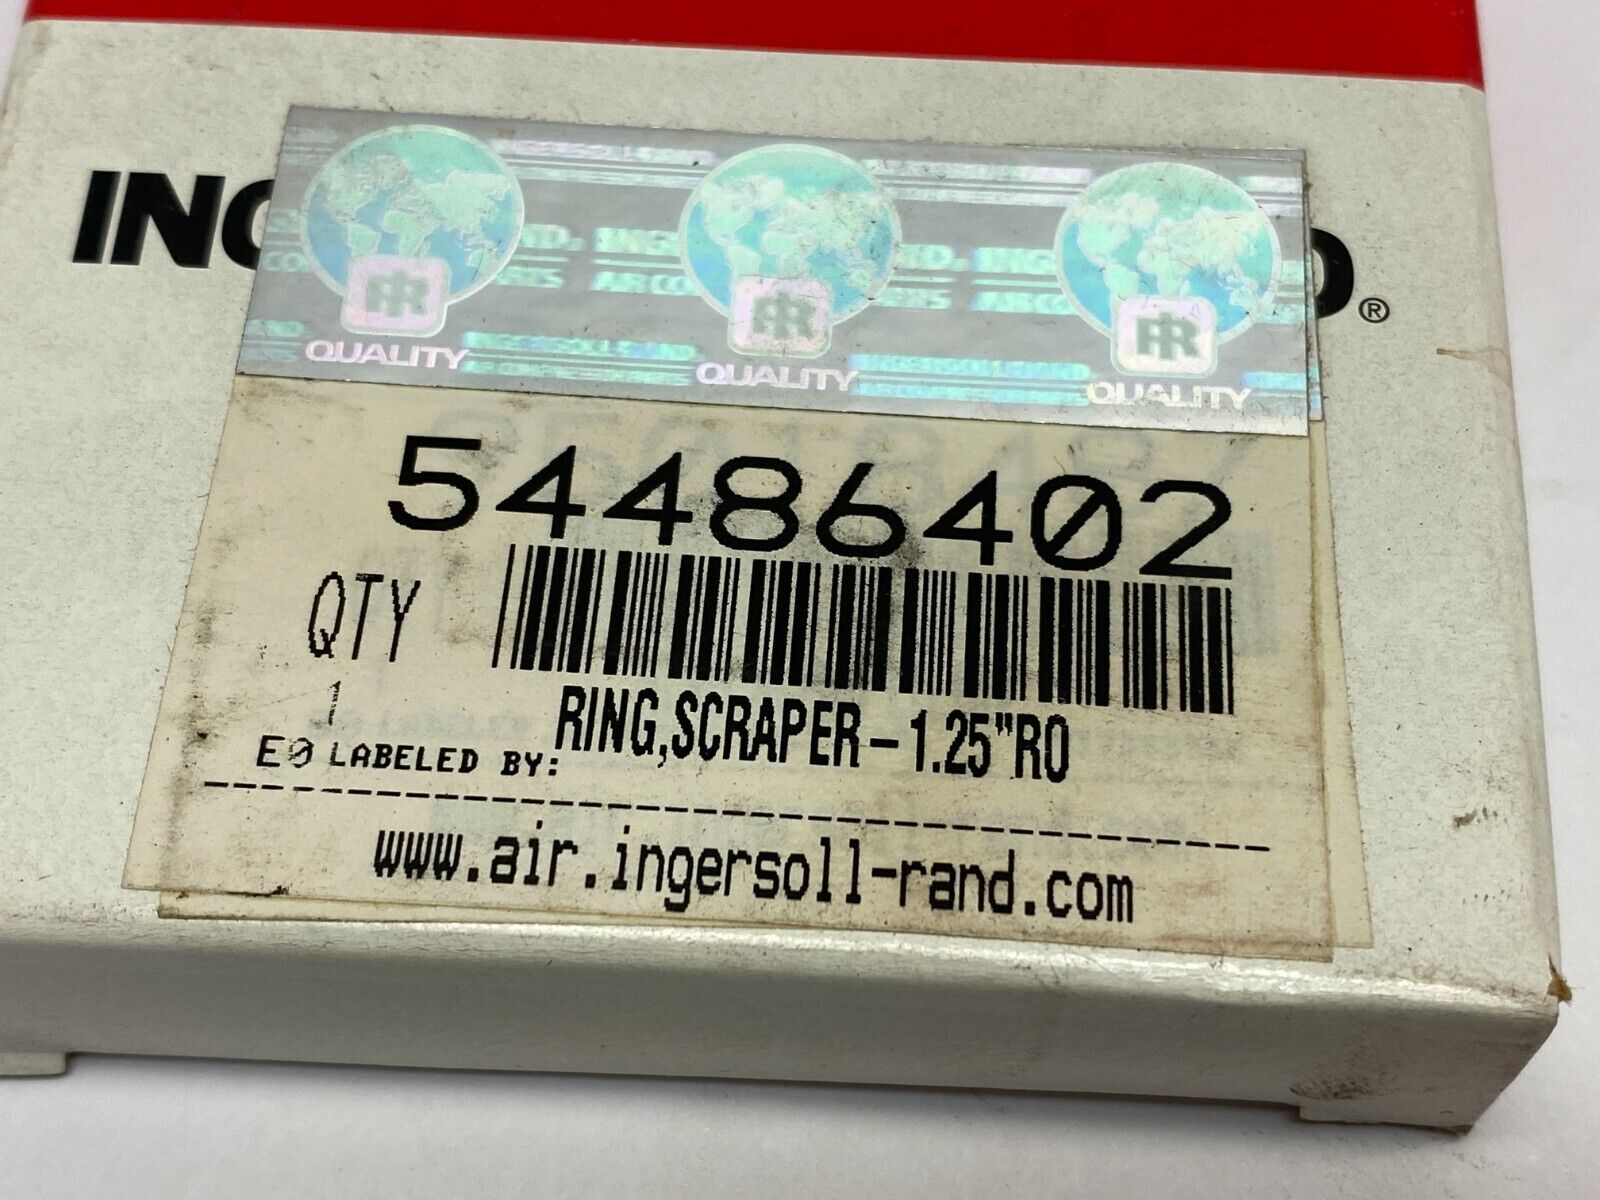 ING D.®
QUALITY QUALITY QUALITY
54486402
QTY
1
RING,SCRAPER-1.25"RO
E0 LABELED BY:
www.air.ingersoll-rand.com